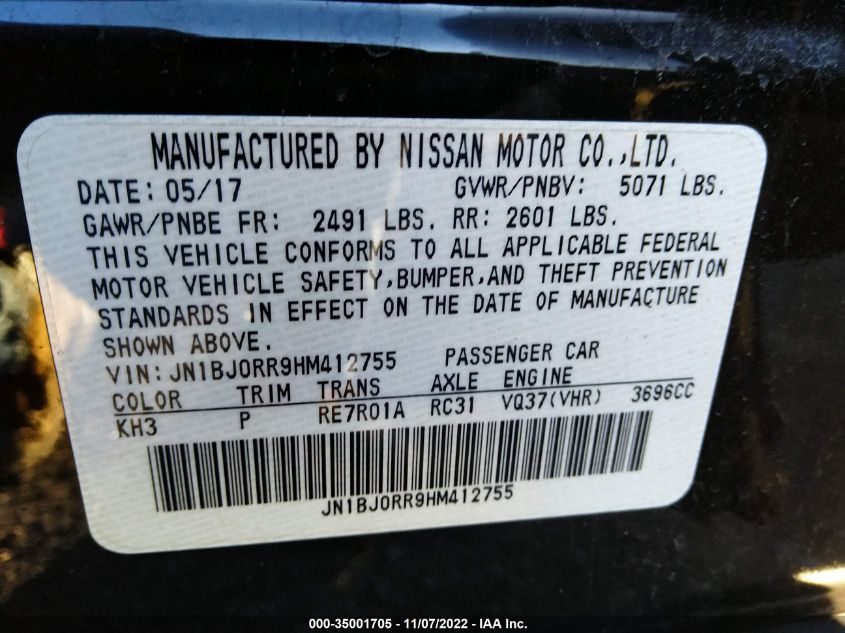 MANUFACTURED BY NISSAN MOTOR CO.,LTD.
DATE: 05/17 GVWR/PNBV: 5071 LBS.
GAWR/PNBE FR: 2491 LBS. RR: 2601 LBS.
THIS VEHICLE CONFORMS TO ALL APPLICABLE FEDERAL
MOTOR VEHICLE SAFETY,BUMPER,AND THEFT PREVENTION
STANDARDS IN EFFECT ON THE DATE OF MANUFACTURE
SHOWN ABOVE.
VIN: JN1BJ0RR9HM412755 PASSENGER CAR
COLOR TRIM TRANS AXLE ENGINE
KH3 P RE7R01A RC31 VQ37(VHR) 3696CC
JN1BJ0RR9HM412755
000-35001705 - 11/07/2022 - IAA Inc.